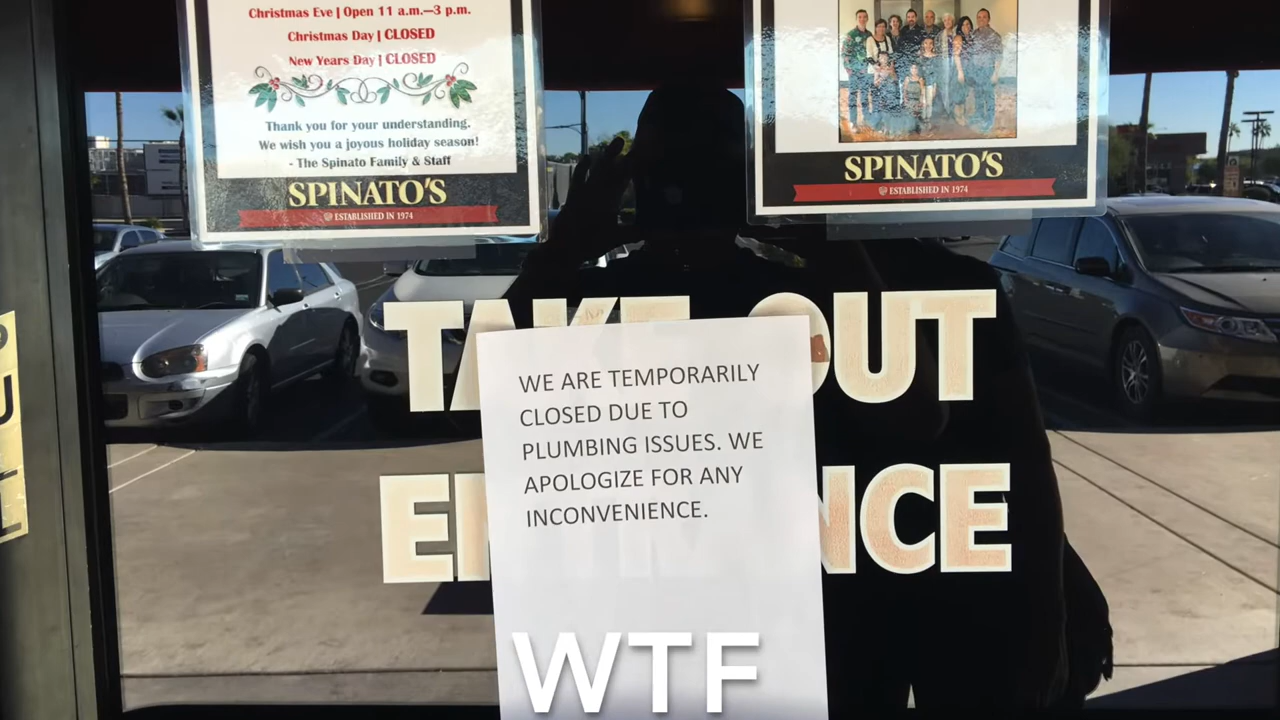 Christmas Eve | Open 11 a.m.—3 p.m.
Christmas Day | CLOSED
New Years Day | CLOSED
Thank you for your understanding.
We wish you a joyous holiday season!
- The Spinato Family & Staff
SPINATO'S
@ ESTABLISHED IN 1974
SPINATO'S
@ ESTABLISHED IN 1974
TAKE OUT
WE ARE TEMPORARILY
CLOSED DUE TO
PLUMBING ISSUES. WE
APOLOGIZE FOR ANY
INCONVENIENCE.
WTF